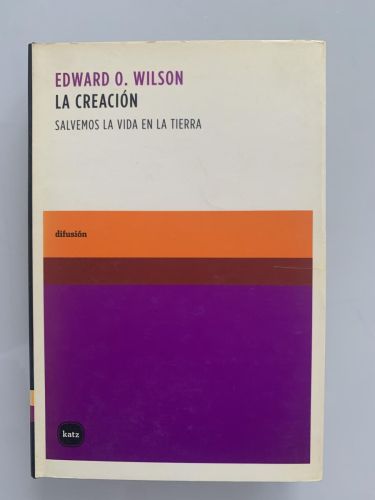 EDWARD O. WILSON
LA CREACIÓN
SALVEMOS LA VIDA EN LA TIERRA
difusión
katz